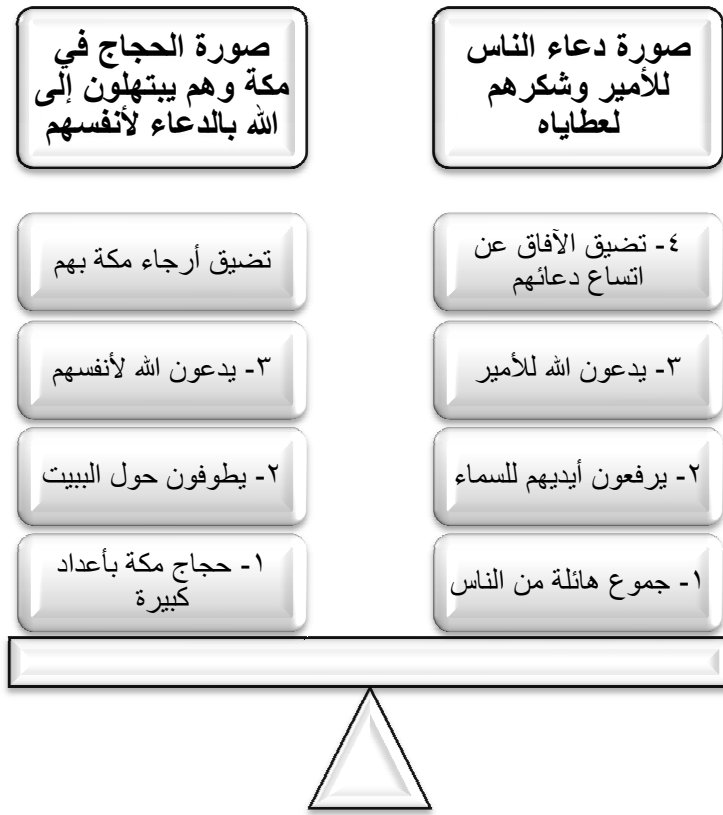 صورة دعاء الناس
للأمير وشكرهم
لعطاياه
صورة الحجاج في
مكة وهم يبتهلون إلى
الله بالدعاء لأنفسهم
٤- تضيق الآفاق عن
اتساع دعائهم
تضيق أرجاء مكة بهم
٣- يدعون الله للأمير
٣- يدعون الله لأنفسهم
٢- يرفعون أيديهم للسماء
٢- يطوفون حول الببيت
١- جموع هائلة من الناس
١- حجاج مكة بأعداد
كبيرة